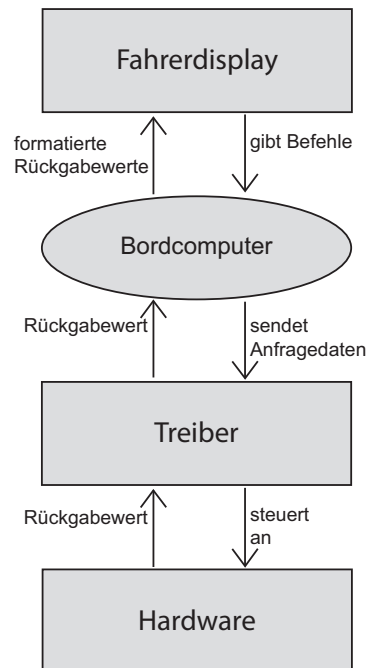 Fahrerdisplay
formatierte
Rückgabewerte
gibt Befehle
Bordcomputer
Rückgabewert
sendet
Anfragedaten
Treiber
Rückgabewert
steuert
an
Hardware